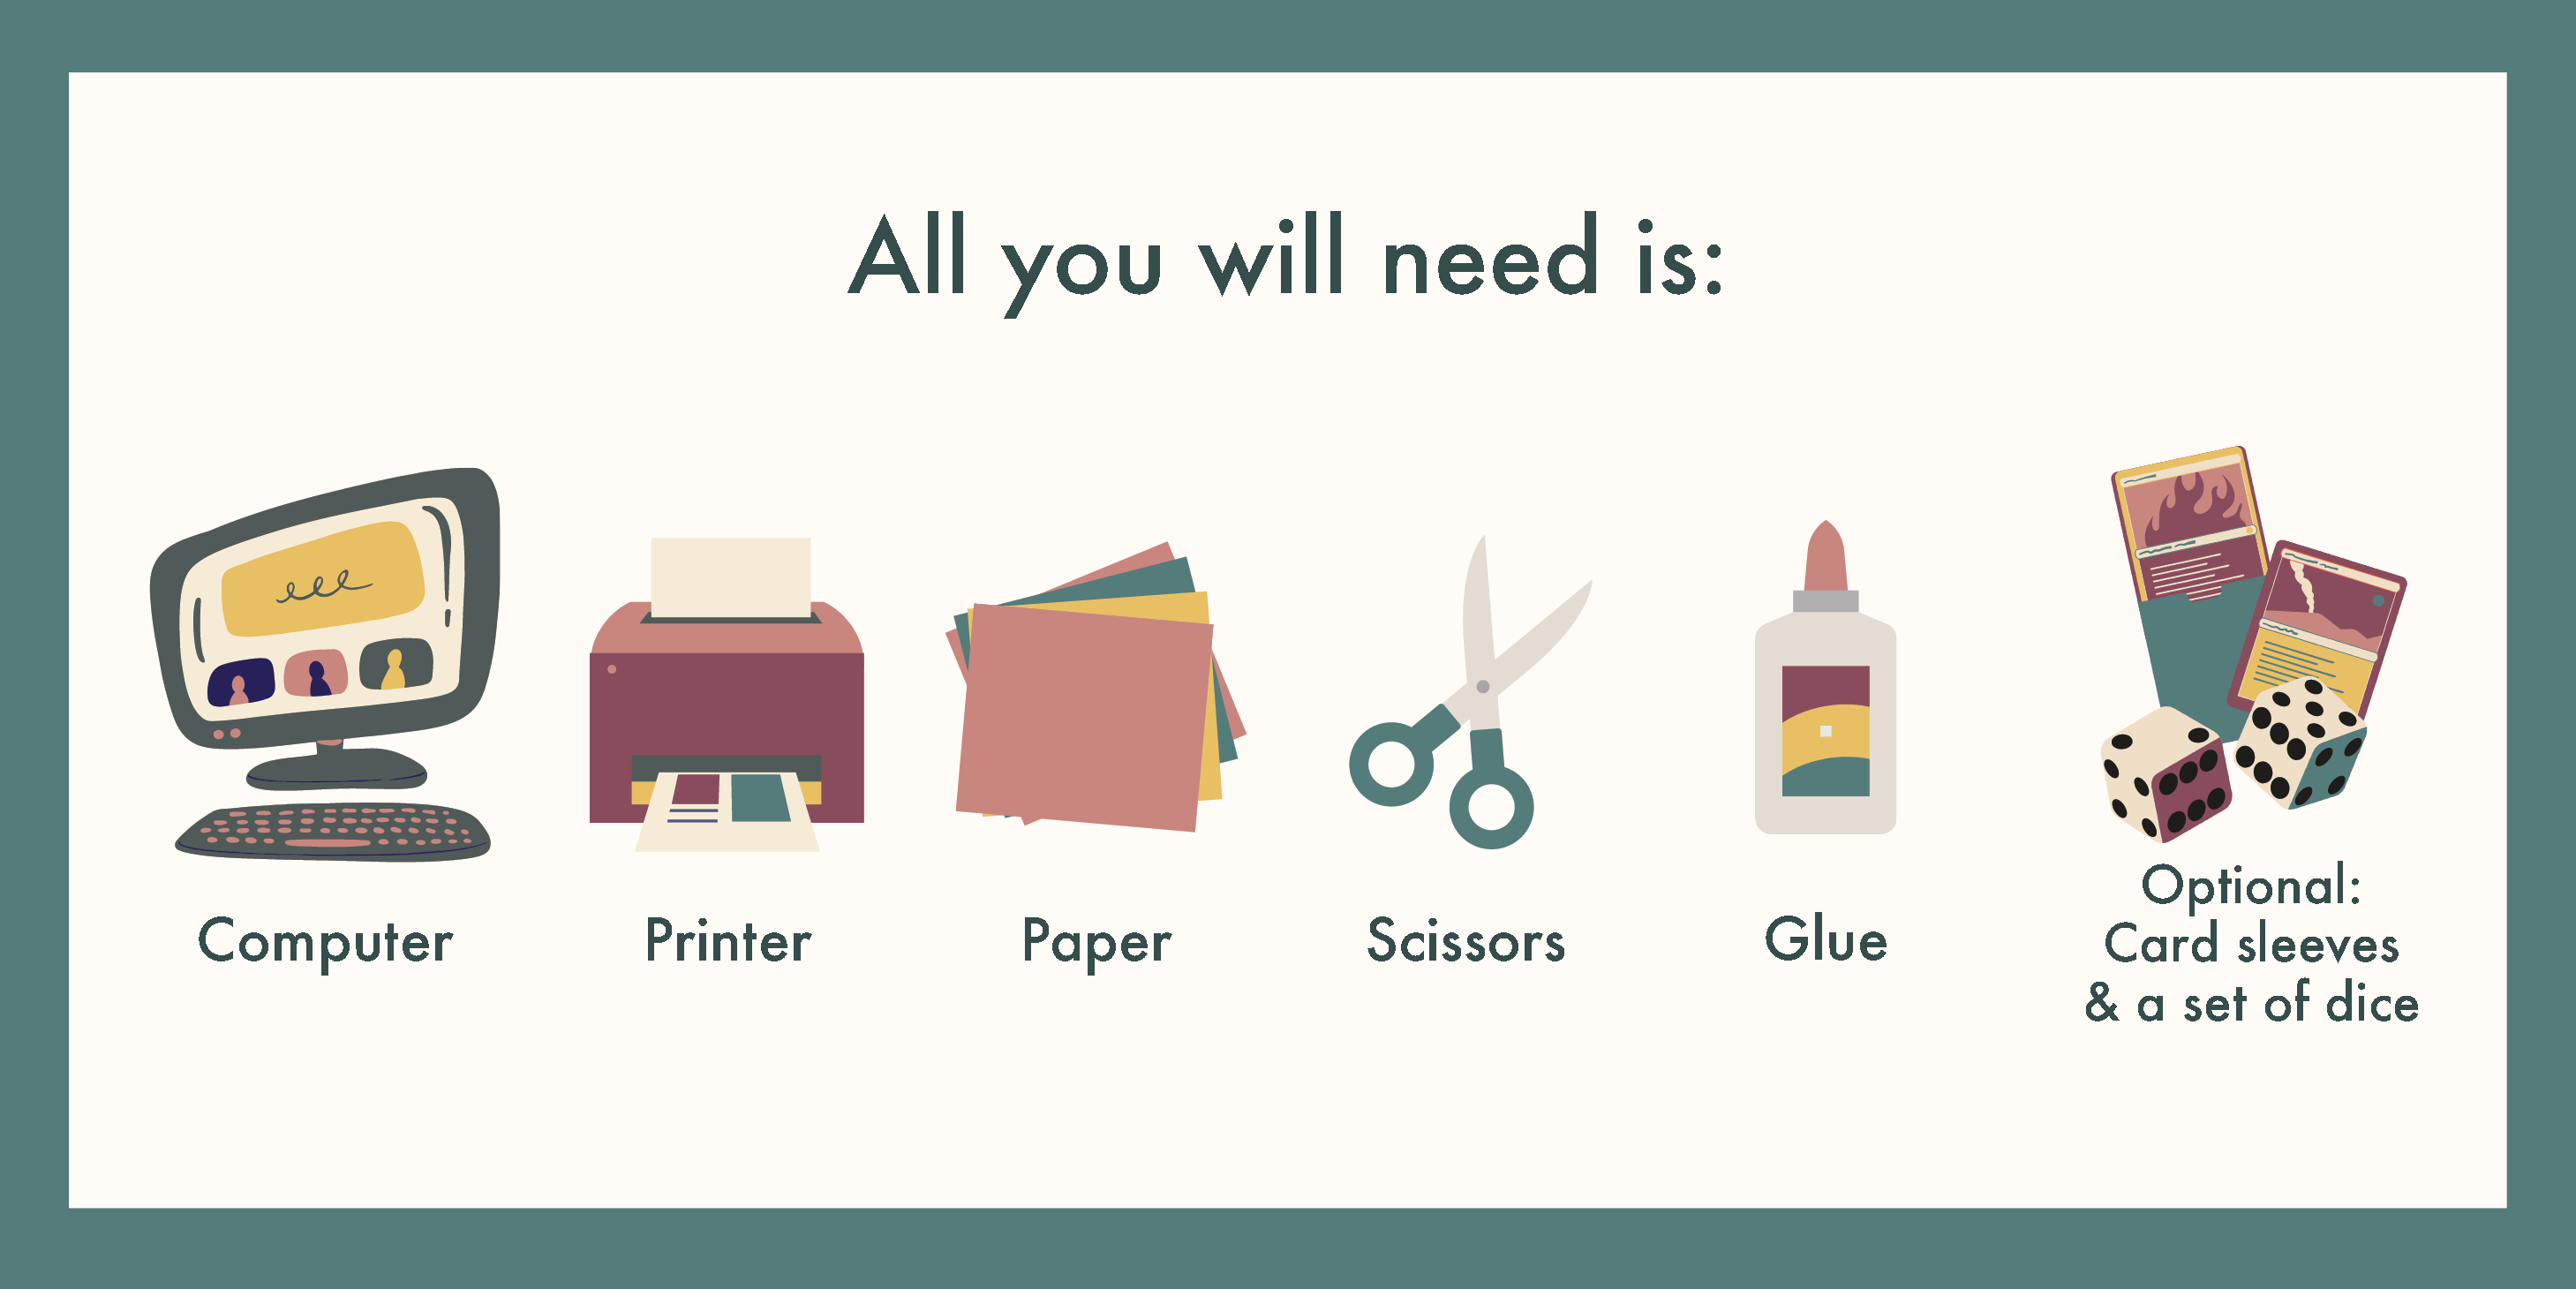 All you will need is:
Computer
Printer
Paper
Scissors
Glue
Optional:
Card sleeves
& a set of dice